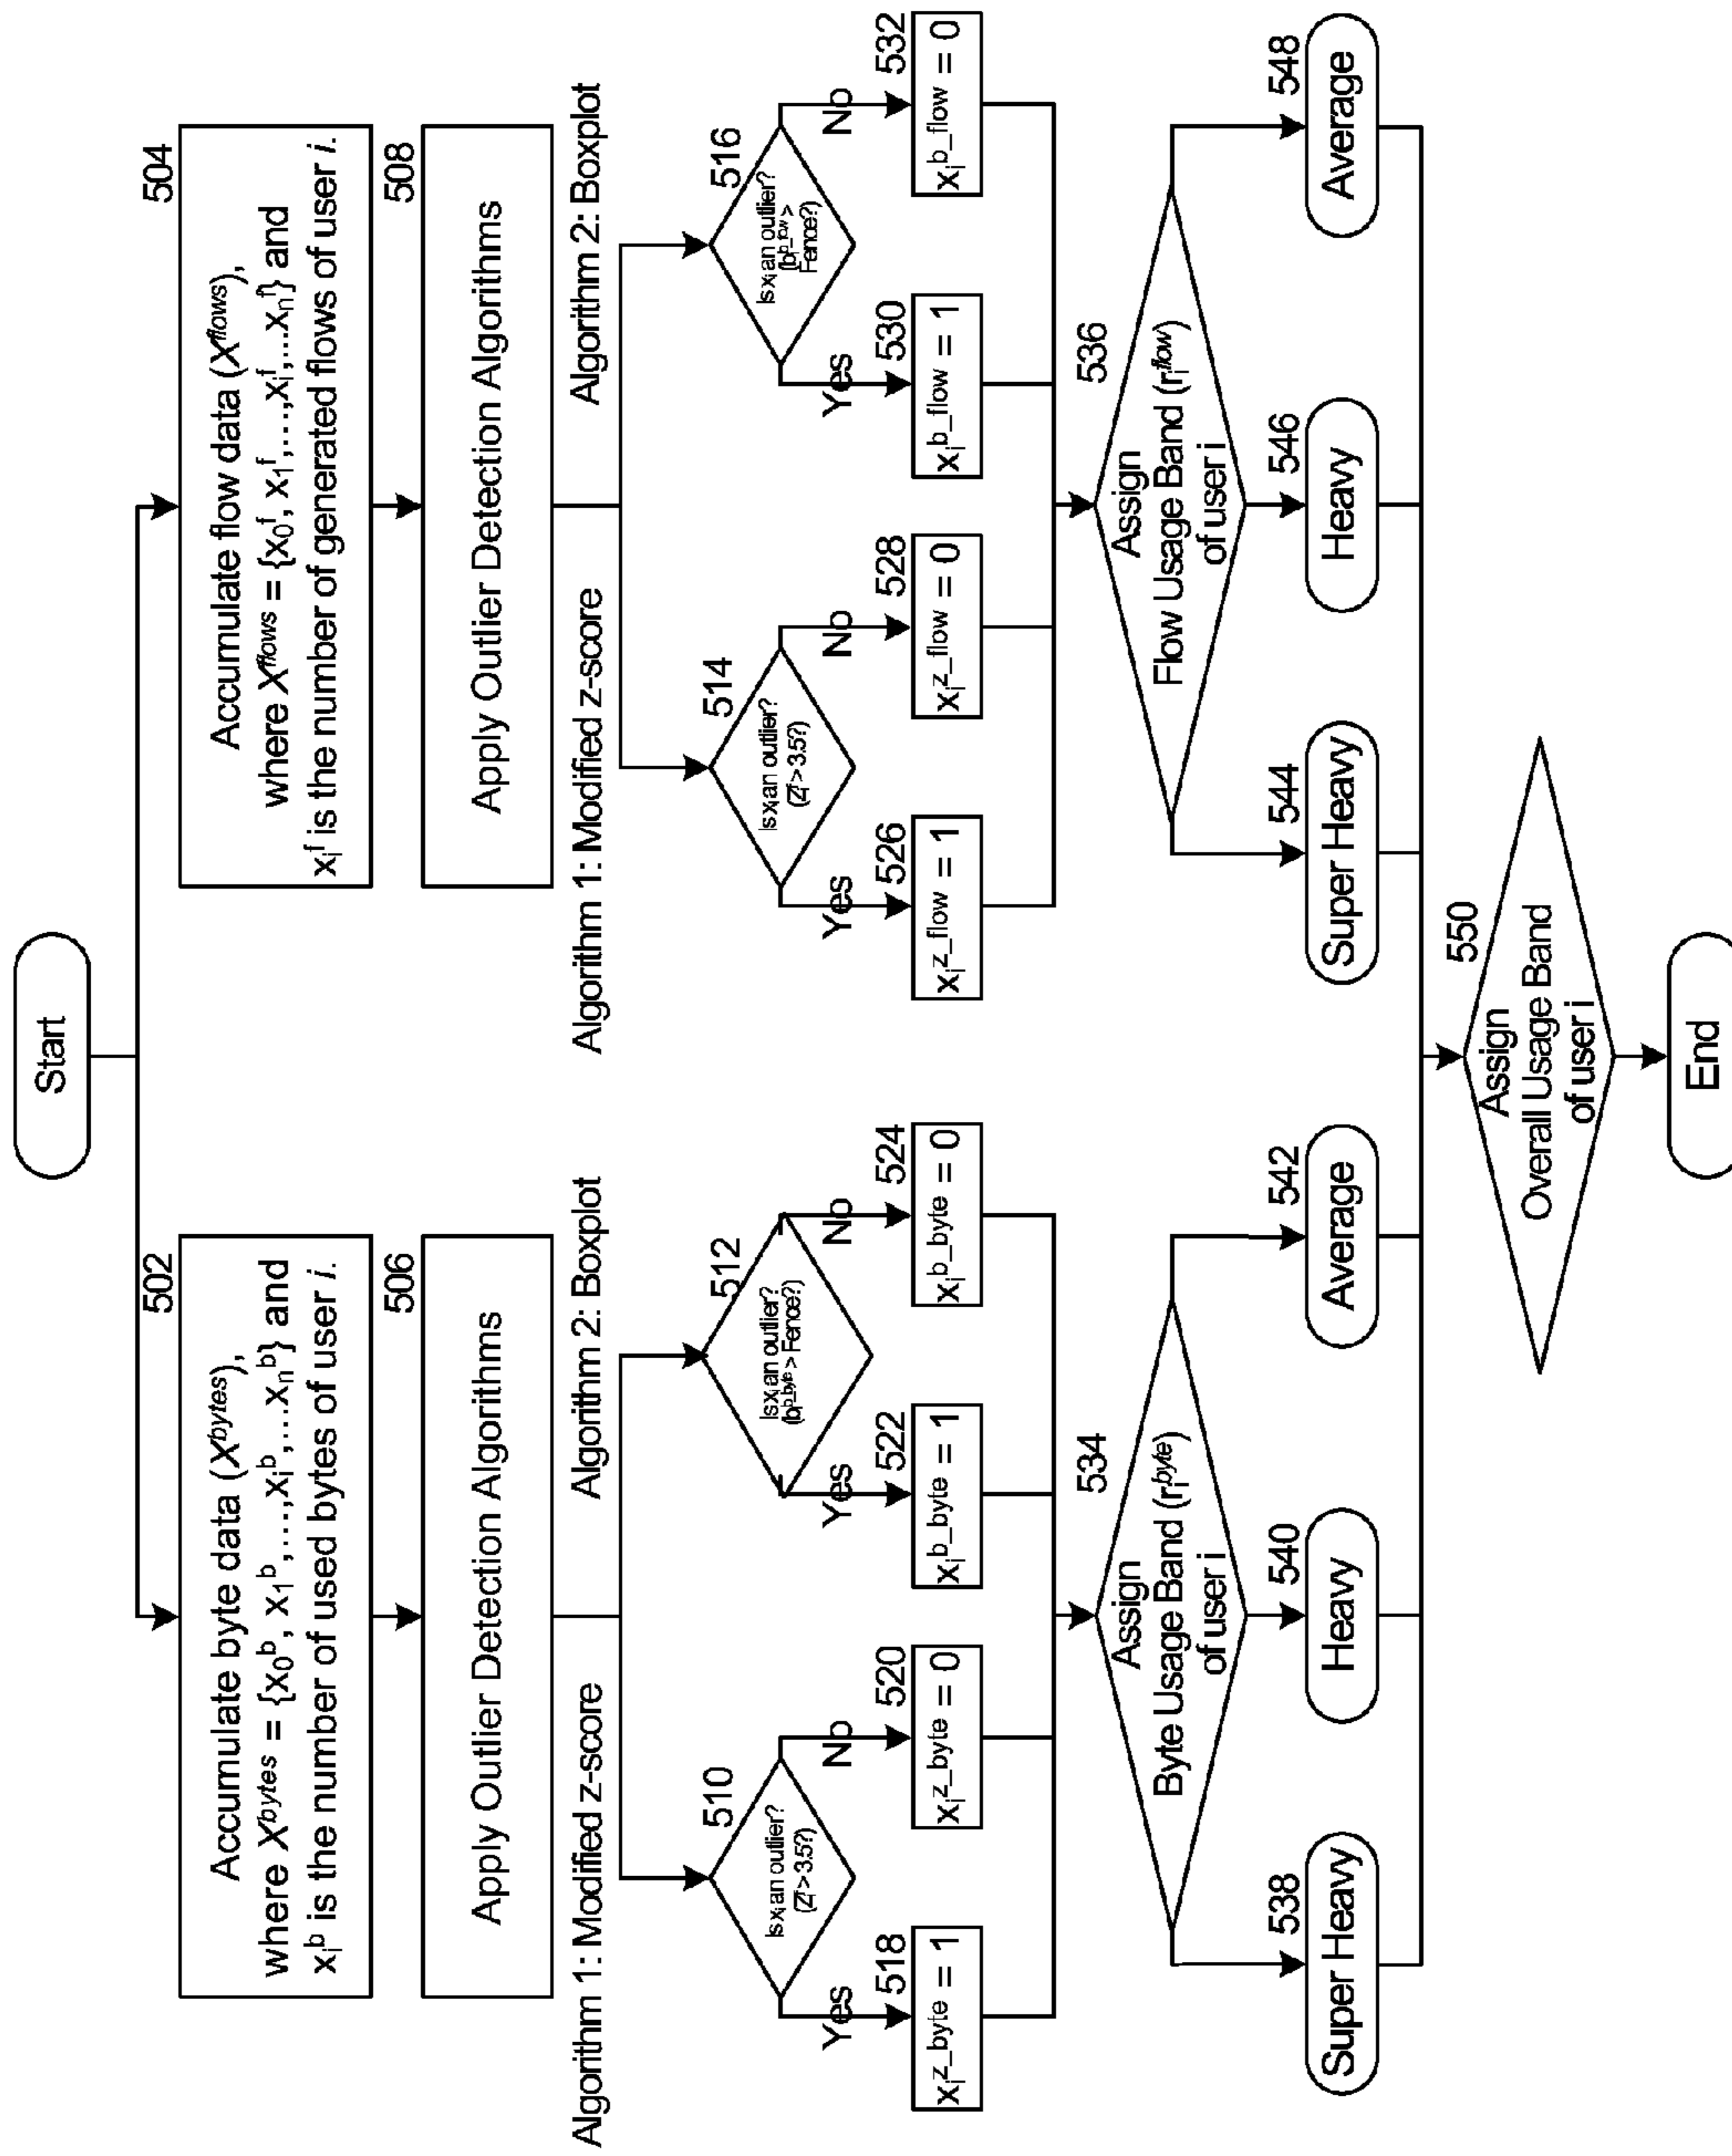 Start
502
Accumulate byte data (X^bytes),
where X^bytes = {x₀^b, x₁^b,...,xᵢ^b,...xₙ^b} and
xᵢ^b is the number of used bytes of user i.
504
Accumulate flow data (X^flows),
where X^flows = {x₀^f, x₁^f,...,xᵢ^f,...xₙ^f} and
xᵢ^f is the number of generated flows of user i.
506
Apply Outlier Detection Algorithms
508
Apply Outlier Detection Algorithms
Algorithm 1: Modified z-score
Algorithm 2: Boxplot
Algorithm 1: Modified z-score
Algorithm 2: Boxplot
510
Is xᵢ an outlier?
(Zᵢ^f > 3.5?)
512
Is xᵢ an outlier?
(bᵢ^b_byte > Fence?)
514
Is xᵢ an outlier?
(Zᵢ^f > 3.5?)
516
Is xᵢ an outlier?
(bᵢ^b_flow >
Fence?)
Yes
No
Yes
No
Yes
No
Yes
No
518
xᵢ^z_byte = 1
520
xᵢ^z_byte = 0
522
xᵢ^b_byte = 1
524
xᵢ^b_byte = 0
526
xᵢ^z_flow = 1
528
xᵢ^z_flow = 0
530
xᵢ^b_flow = 1
532
xᵢ^b_flow = 0
534
Assign
Byte Usage Band (rᵢ^byte)
of user i
536
Assign
Flow Usage Band (rᵢ^flow)
of user i
538
Super Heavy
540
Heavy
542
Average
544
Super Heavy
546
Heavy
548
Average
550
Assign
Overall Usage Band
of user i
End